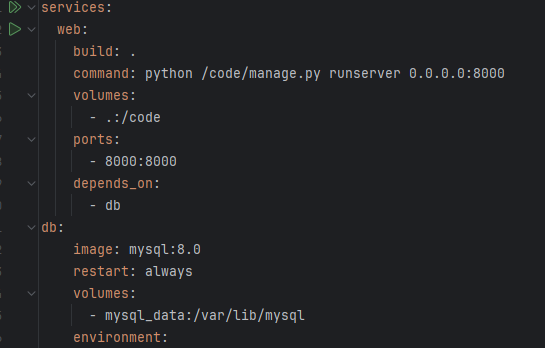 services:
  web:
    build: .
    command: python /code/manage.py runserver 0.0.0.0:8000
    volumes:
      - .:/code
    ports:
      - 8000:8000
    depends_on:
      - db
db:
    image: mysql:8.0
    restart: always
    volumes:
      - mysql_data:/var/lib/mysql
    environment: